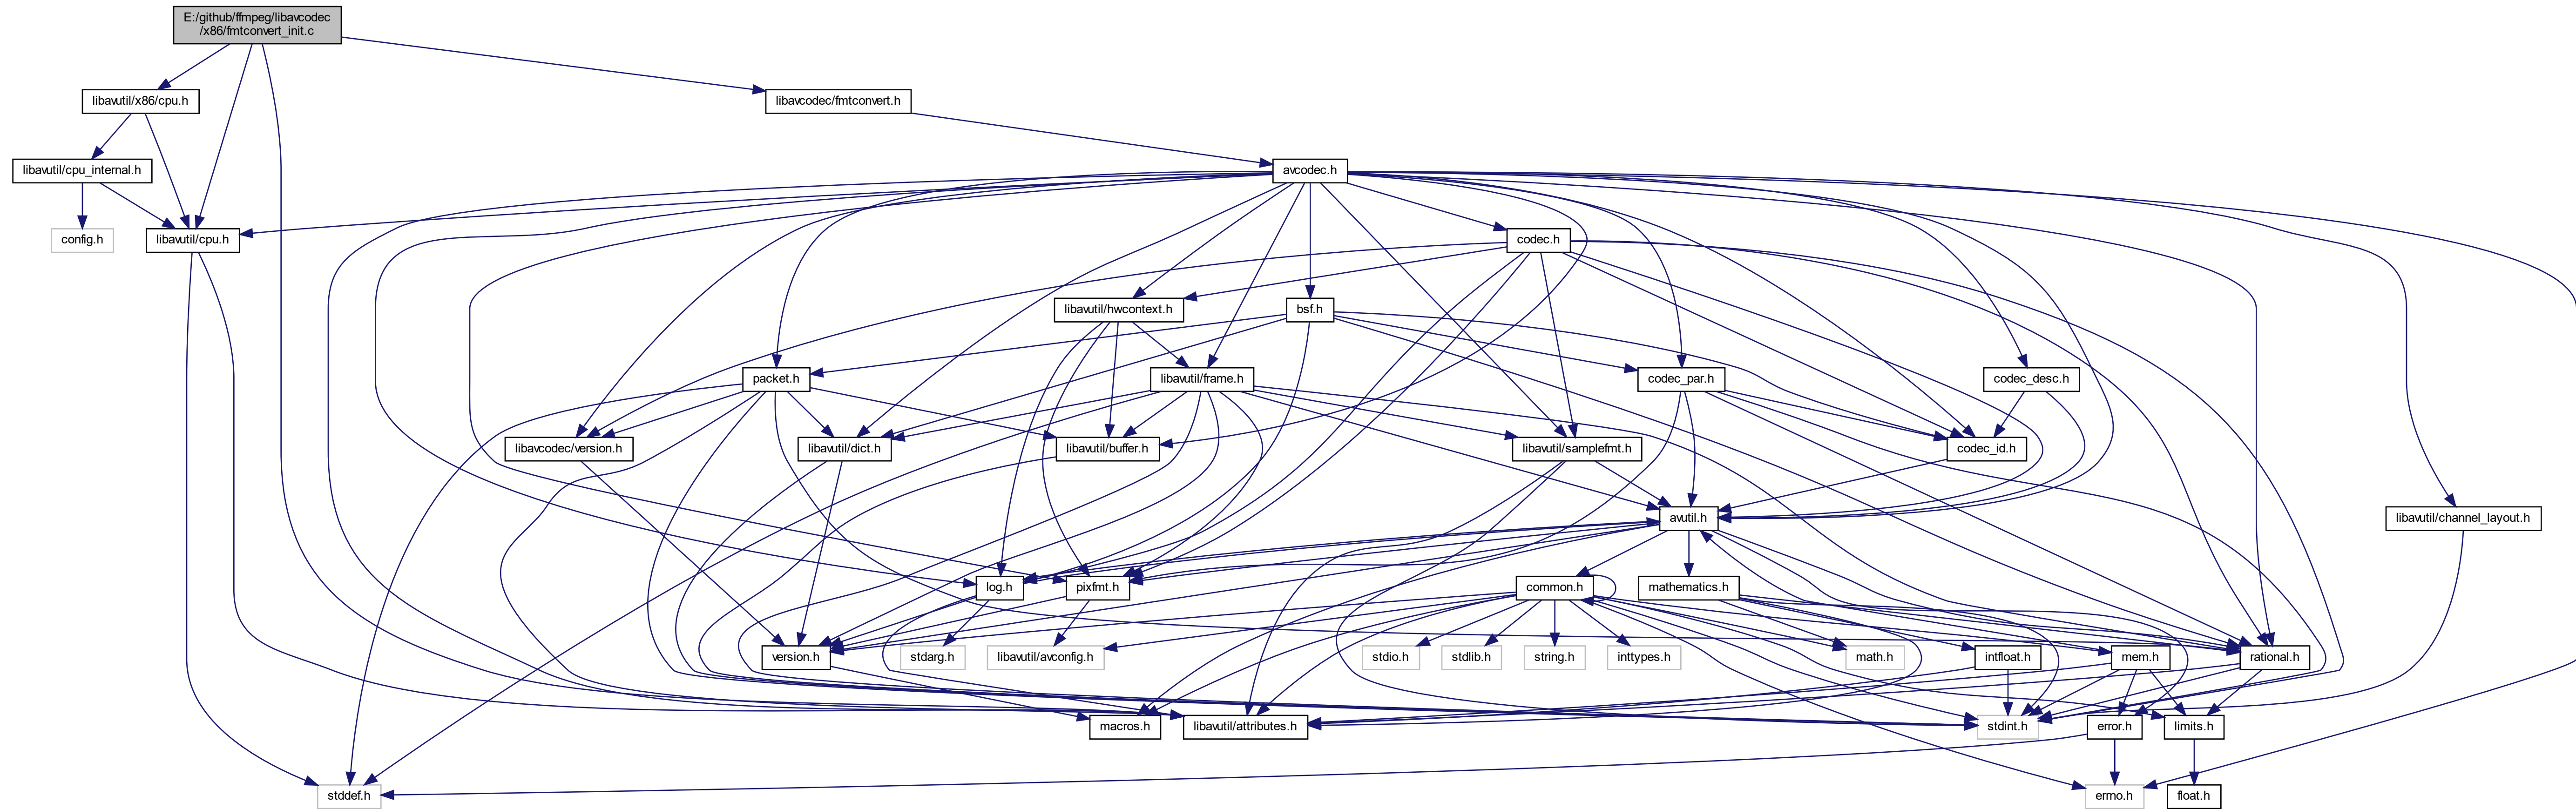 E:/github/ffmpeg/libavcodec
/x86/fmtconvert_init.c
libavutil/x86/cpu.h
libavcodec/fmtconvert.h
libavutil/cpu_internal.h
avcodec.h
config.h
libavutil/cpu.h
codec.h
libavutil/hwcontext.h
bsf.h
packet.h
libavutil/frame.h
codec_par.h
codec_desc.h
libavcodec/version.h
libavutil/dict.h
libavutil/buffer.h
libavutil/samplefmt.h
codec_id.h
avutil.h
libavutil/channel_layout.h
log.h
pixfmt.h
common.h
mathematics.h
version.h
stdarg.h
libavutil/avconfig.h
stdio.h
stdlib.h
string.h
inttypes.h
math.h
intfloat.h
mem.h
rational.h
macros.h
libavutil/attributes.h
stdint.h
error.h
limits.h
stddef.h
errno.h
float.h